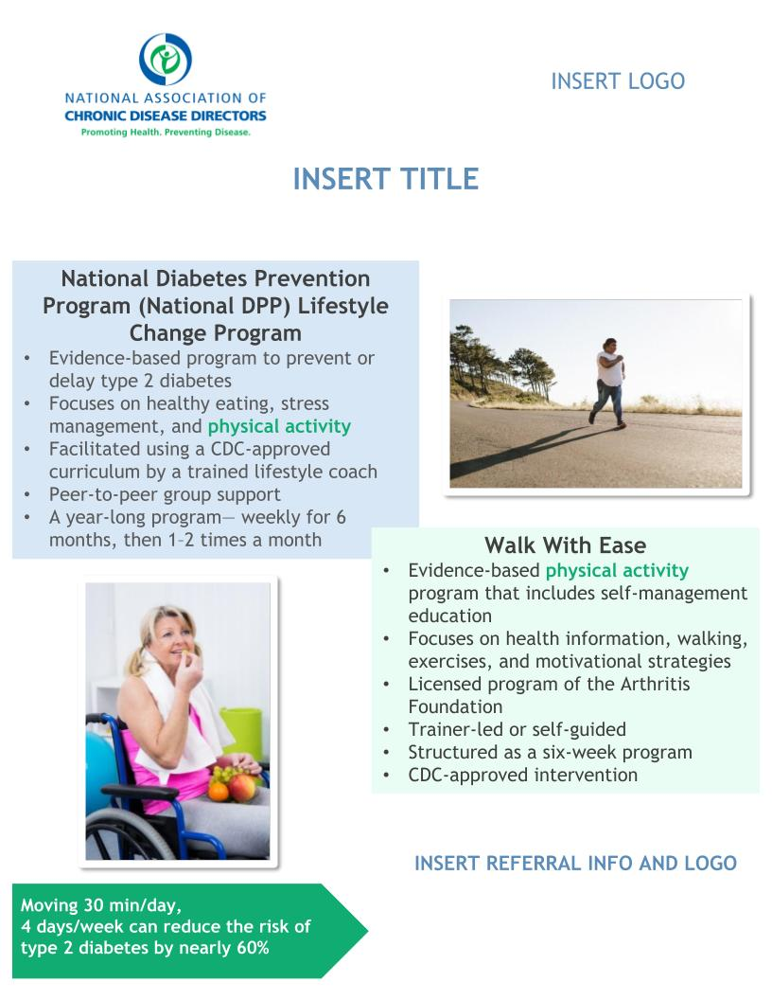 NATIONAL ASSOCIATION OF
CHRONIC DISEASE DIRECTORS
Promoting Health. Preventing Disease.
INSERT LOGO
INSERT TITLE
National Diabetes Prevention
Program (National DPP) Lifestyle
Change Program
• Evidence-based program to prevent or
delay type 2 diabetes
• Focuses on healthy eating, stress
management, and physical activity
• Facilitated using a CDC-approved
curriculum by a trained lifestyle coach
• Peer-to-peer group support
• A year-long program— weekly for 6
months, then 1–2 times a month
Walk With Ease
• Evidence-based physical activity
program that includes self-management
education
• Focuses on health information, walking,
exercises, and motivational strategies
• Licensed program of the Arthritis
Foundation
• Trainer-led or self-guided
• Structured as a six-week program
• CDC-approved intervention
INSERT REFERRAL INFO AND LOGO
Moving 30 min/day,
4 days/week can reduce the risk of
type 2 diabetes by nearly 60%